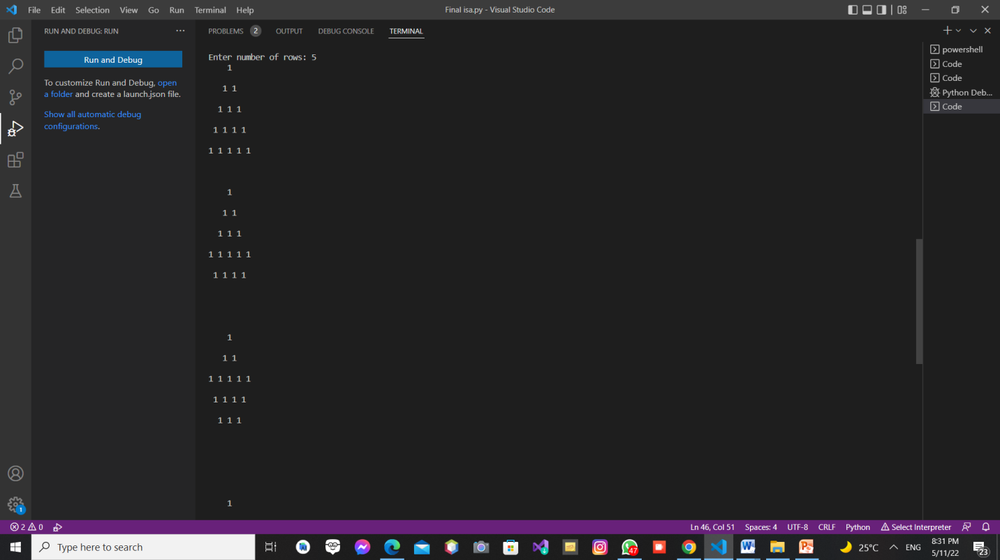 File Edit Selection View Go Run Terminal Help Final isa.py - Visual Studio Code
RUN AND DEBUG: RUN ...
Run and Debug
To customize Run and Debug, open
a folder and create a launch.json file.
Show all automatic debug
configurations.
PROBLEMS 2 OUTPUT DEBUG CONSOLE TERMINAL
Enter number of rows: 5
1
1 1
1 1 1
1 1 1 1
1 1 1 1 1
1
1 1
1 1 1
1 1 1 1 1
1 1 1 1
1
1 1
1 1 1 1 1
1 1 1 1
1 1 1
1
powershell
Code
Code
Python Deb...
Code
1
2 0 Ln 46, Col 51 Spaces: 4 UTF-8 CRLF Python Select Interpreter
Type here to search 47 25°C ENG 8:31 PM
5/11/22 23